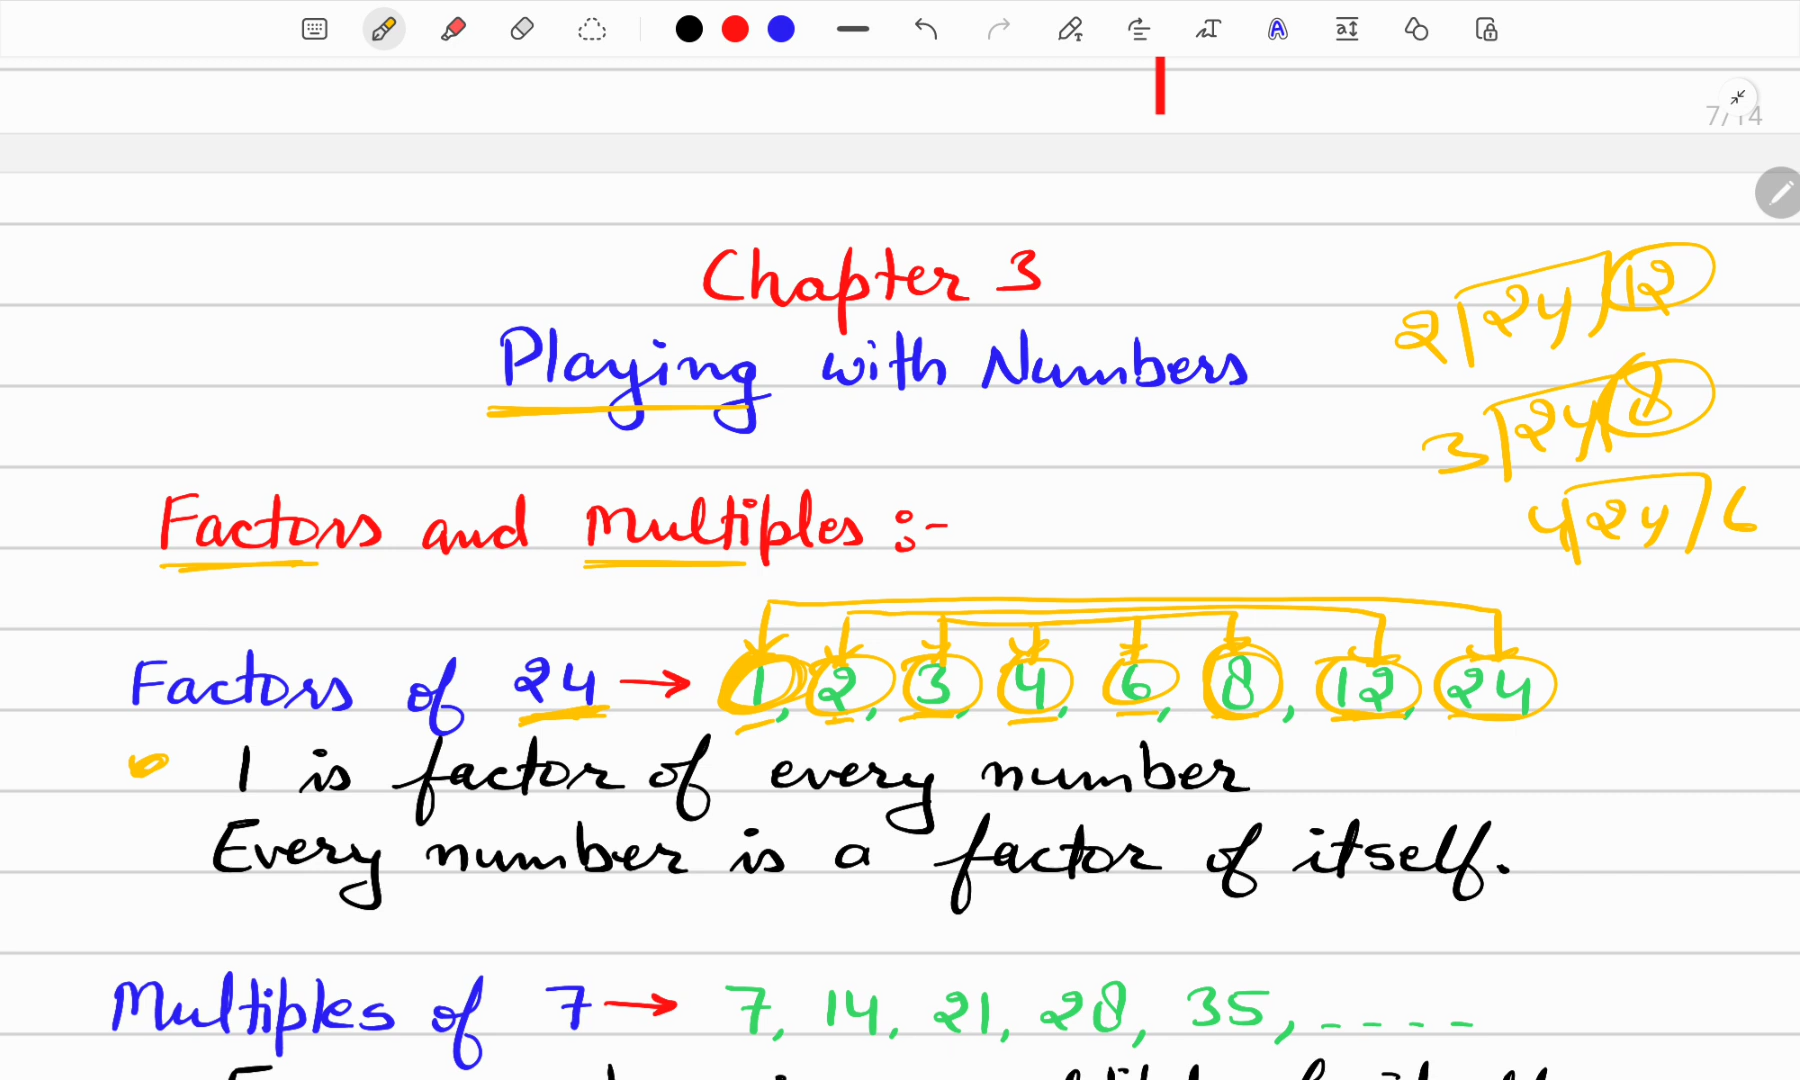 7/14
Chapter 3
Playing with Numbers
2 24 12
3 24 8
4 24 6
Factors and Multiples :-
Factors of 24 → 1, 2, 3, 4, 6, 8, 12, 24
1 is factor of every number
Every number is a factor of itself.
Multiples of 7 → 7, 14, 21, 28, 35, - - - -